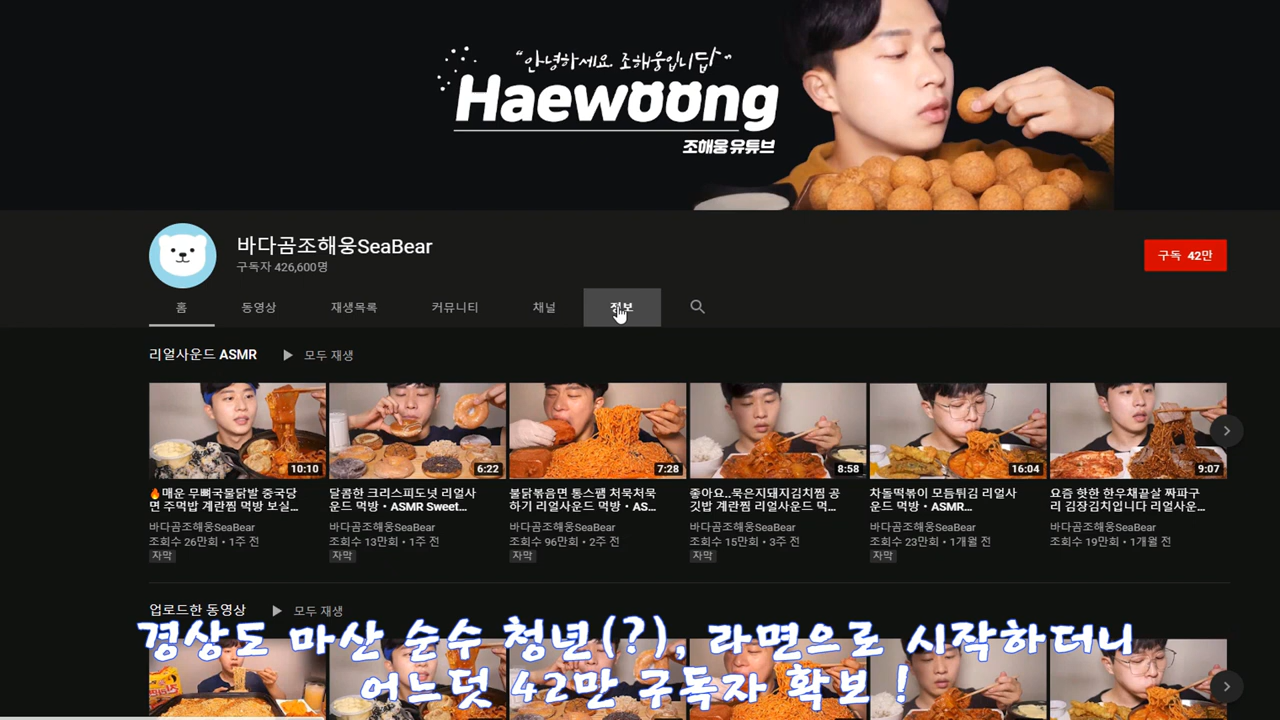 "안녕하세요 조해웅입니답"
Haewoong
조해웅 유튜브
바다곰조해웅SeaBear
구독자 426,600명
구독 42만
홈 동영상 재생목록 커뮤니티 채널 정보
리얼사운드 ASMR 모두 재생
10:10 6:22 7:28 8:58 16:04 9:07
🔥매운 무뼈국물닭발 중국당
면 주먹밥 계란찜 먹방 보실...
바다곰조해웅SeaBear
조회수 26만회 • 1주 전
자막
달콤한 크리스피도넛 리얼사
운드 먹방・ASMR Sweet...
바다곰조해웅SeaBear
조회수 13만회 • 1주 전
자막
불닭볶음면 통스팸 처묵처묵
하기 리얼사운드 먹방・AS...
바다곰조해웅SeaBear
조회수 96만회 • 2주 전
자막
좋아요..묵은지돼지김치찜 공
깃밥 계란찜 리얼사운드 먹...
바다곰조해웅SeaBear
조회수 15만회 • 3주 전
자막
차돌떡볶이 모듬튀김 리얼사
운드 먹방・ASMR...
바다곰조해웅SeaBear
조회수 23만회 • 1개월 전
자막
요즘 핫한 한우채끝살 짜파구
리 김장김치입니다 리얼사운...
바다곰조해웅SeaBear
조회수 19만회 • 1개월 전
업로드한 동영상 모두 재생
경상도 마산 순수 청년(?), 라면으로 시작하더니
어느덧 42만 구독자 확보 !